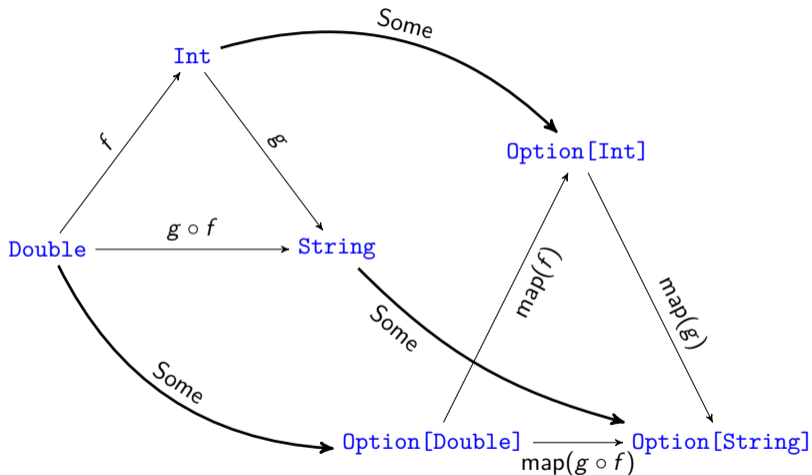 Some
Int
f
g
Option[Int]
Double
g ∘ f
String
map(f)
map(g)
Some
Some
Option[Double]
map(g ∘ f)
Option[String]